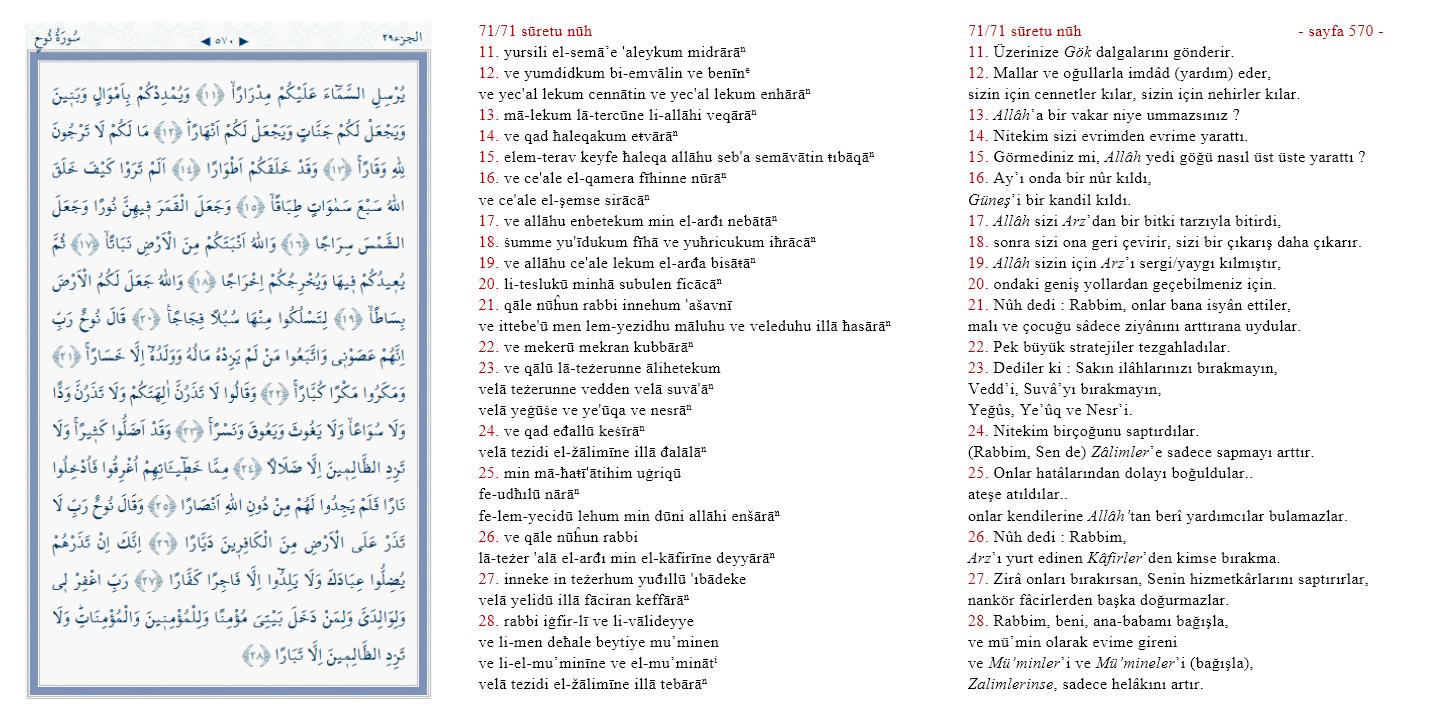 الجزء٢٩
◀ ٥٧٠ ▶
سُورَةُ نُوحٍ
يُرْسِلِ السَّمَٓاءَ عَلَيْكُمْ مِدْرَارًاۙ ﴿١١﴾ وَيُمْدِدْكُمْ بِاَمْوَالٍ وَبَنٖينَ
وَيَجْعَلْ لَكُمْ جَنَّاتٍ وَيَجْعَلْ لَكُمْ اَنْهَارًاۜ ﴿١٢﴾ مَا لَكُمْ لَا تَرْجُونَ
لِلّٰهِ وَقَارًاۚ ﴿١٣﴾ وَقَدْ خَلَقَكُمْ اَطْوَارًا ﴿١٤﴾ اَلَمْ تَرَوْا كَيْفَ خَلَقَ
اللّٰهُ سَبْعَ سَمٰوَاتٍ طِبَاقًاۙ ﴿١٥﴾ وَجَعَلَ الْقَمَرَ فٖيهِنَّ نُورًا وَجَعَلَ
الشَّمْسَ سِرَاجًا ﴿١٦﴾ وَاللّٰهُ اَنْبَتَكُمْ مِنَ الْاَرْضِ نَبَاتًاۙ ﴿١٧﴾ ثُمَّ
يُعٖيدُكُمْ فٖيهَا وَيُخْرِجُكُمْ اِخْرَاجًا ﴿١٨﴾ وَاللّٰهُ جَعَلَ لَكُمُ الْاَرْضَ
بِسَاطًاۙ ﴿١٩﴾ لِتَسْلُكُوا مِنْهَا سُبُلًا فِجَاجًاۚ ﴿٢٠﴾ قَالَ نُوحٌ رَبِّ
اِنَّهُمْ عَصَوْنٖى وَاتَّبَعُوا مَنْ لَمْ يَزِدْهُ مَالُهُ وَوَلَدُهُٓ اِلَّا خَسَارًاۚ ﴿٢١﴾
وَمَكَرُوا مَكْرًا كُبَّارًاۚ ﴿٢٢﴾ وَقَالُوا لَا تَذَرُنَّ اٰلِهَتَكُمْ وَلَا تَذَرُنَّ وَدًّا
وَلَا سُوَاعًاۙ وَلَا يَغُوثَ وَيَعُوقَ وَنَسْرًاۚ ﴿٢٣﴾ وَقَدْ اَضَلُّوا كَثٖيرًاۚ وَلَا
تَزِدِ الظَّالِمٖينَ اِلَّا ضَلَالًا ﴿٢٤﴾ مِمَّا خَطٖٓيـَٔاتِهِمْ اُغْرِقُوا فَاُدْخِلُوا
نَارًا فَلَمْ يَجِدُوا لَهُمْ مِنْ دُونِ اللّٰهِ اَنْصَارًا ﴿٢٥﴾ وَقَالَ نُوحٌ رَبِّ لَا
تَذَرْ عَلَى الْاَرْضِ مِنَ الْكَافِرٖينَ دَيَّارًا ﴿٢٦﴾ اِنَّكَ اِنْ تَذَرْهُمْ
يُضِلُّوا عِبَادَكَ وَلَا يَلِدُٓوا اِلَّا فَاجِرًا كَفَّارًا ﴿٢٧﴾ رَبِّ اغْفِرْ لٖى
وَلِوَالِدَىَّ وَلِمَنْ دَخَلَ بَيْتِىَ مُؤْمِنًا وَلِلْمُؤْمِنٖينَ وَالْمُؤْمِنَاتِۜ وَلَا
تَزِدِ الظَّالِمٖينَ اِلَّا تَبَارًا ﴿٢٨﴾
71/71 sūretu nūh
11. yursili el-semā’e 'aleykum midrārāⁿ
12. ve yumdidkum bi-emvālin ve benīnᵉ
ve yec'al lekum cennātin ve yec'al lekum enhārāⁿ
13. mā-lekum lā-tercūne li-allāhi veqārāⁿ
14. ve qad ħaleqakum eŧvārāⁿ
15. elem-terav keyfe ħaleqa allāhu seb'a semāvātin ŧıbāqāⁿ
16. ve ce'ale el-qamera fīhinne nūrāⁿ
ve ce'ale el-şemse sirācāⁿ
17. ve allāhu enbetekum min el-arđı nebātāⁿ
18. šumme yu'īdukum fīhā ve yuħricukum iħrācāⁿ
19. ve allāhu ce'ale lekum el-arđa bisāŧāⁿ
20. li-teslukū minhā subulen ficācāⁿ
21. qāle nūĥun rabbi innehum 'ašavnī
ve ittebe'ū men lem-yezidhu māluhu ve veleduhu illā ħasārāⁿ
22. ve mekerū mekran kubbārāⁿ
23. ve qālū lā-teżerunne ālihetekum
velā teżerunne vedden velā suvā'āⁿ
velā yeġūṡe ve ye'ūqa ve nesrāⁿ
24. ve qad eđallū keṡīrāⁿ
velā tezidi el-žālimīne illā đalālāⁿ
25. min mā-ħaŧī'ātihim uġriqū
fe-udħılū nārāⁿ
fe-lem-yecidū lehum min dūni allāhi enšārāⁿ
26. ve qāle nūĥun rabbi
lā-teżer 'alā el-arđı min el-kāfirīne deyyārāⁿ
27. inneke in teżerhum yuđıllū 'ıbādeke
velā yelidū illā fāciran keffārāⁿ
28. rabbi iġfir-lī ve li-vālideyye
ve li-men deħale beytiye mu’minen
ve li-el-mu’minīne ve el-mu’minātⁱ
velā tezidi el-žālimīne illā tebārāⁿ
71/71 sūretu nūh - sayfa 570 -
11. Üzerinize Gök dalgalarını gönderir.
12. Mallar ve oğullarla imdâd (yardım) eder,
sizin için cennetler kılar, sizin için nehirler kılar.
13. Allâh’a bir vakar niye ummazsınız ?
14. Nitekim sizi evrimden evrime yarattı.
15. Görmediniz mi, Allâh yedi göğü nasıl üst üste yarattı ?
16. Ay’ı onda bir nûr kıldı,
Güneş’i bir kandil kıldı.
17. Allâh sizi Arz’dan bir bitki tarzıyla bitirdi,
18. sonra sizi ona geri çevirir, sizi bir çıkarış daha çıkarır.
19. Allâh sizin için Arz’ı sergi/yaygı kılmıştır,
20. ondaki geniş yollardan geçebilmeniz için.
21. Nûh dedi : Rabbim, onlar bana isyân ettiler,
malı ve çocuğu sâdece ziyânını arttırana uydular.
22. Pek büyük stratejiler tezgahladılar.
23. Dediler ki : Sakın ilâhlarınızı bırakmayın,
Vedd’i, Suvâ’yı bırakmayın,
Yeğûs, Ye’ûq ve Nesr’i.
24. Nitekim birçoğunu saptırdılar.
(Rabbim, Sen de) Zâlimler’e sadece sapmayı arttır.
25. Onlar hatâlarından dolayı boğuldular..
ateşe atıldılar..
onlar kendilerine Allâh’tan berî yardımcılar bulamazlar.
26. Nûh dedi : Rabbim,
Arz’ı yurt edinen Kâfirler’den kimse bırakma.
27. Zirâ onları bırakırsan, Senin hizmetkârlarını saptırırlar,
nankör fâcirlerden başka doğurmazlar.
28. Rabbim, beni, ana-babamı bağışla,
ve mü’min olarak evime gireni
ve Mü’minler’i ve Mü’mineler’i (bağışla),
Zalimlerinse, sadece helâkını artır.